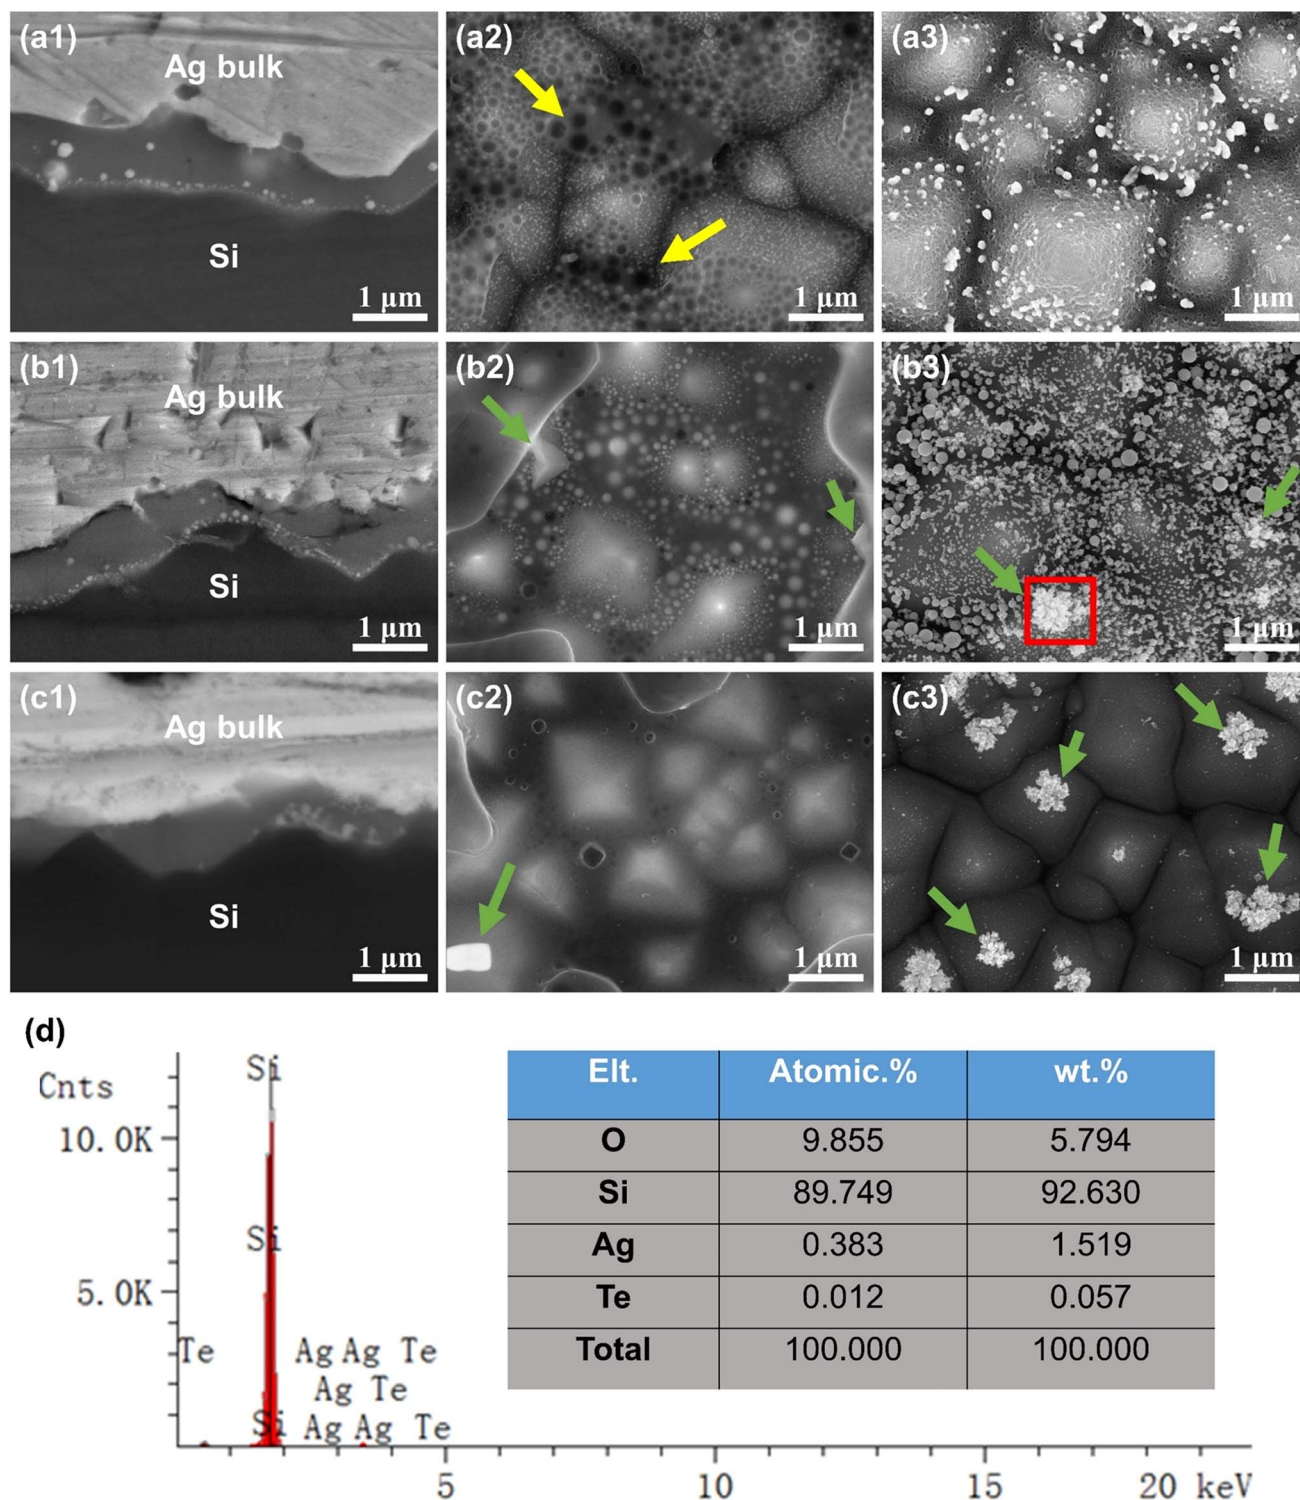 (a1)
Ag bulk
Si
1 μm
(a2)
1 μm
(a3)
1 μm
(b1)
Ag bulk
Si
1 μm
(b2)
1 μm
(b3)
1 μm
(c1)
Ag bulk
Si
1 μm
(c2)
1 μm
(c3)
1 μm
(d)
Cnts
10.0K
5.0K
Si
Si
Te Ag Ag Te
Ag Te
Si Ag Ag Te
5 10 15 20 keV
Elt. Atomic.% wt.%
O 9.855 5.794
Si 89.749 92.630
Ag 0.383 1.519
Te 0.012 0.057
Total 100.000 100.000